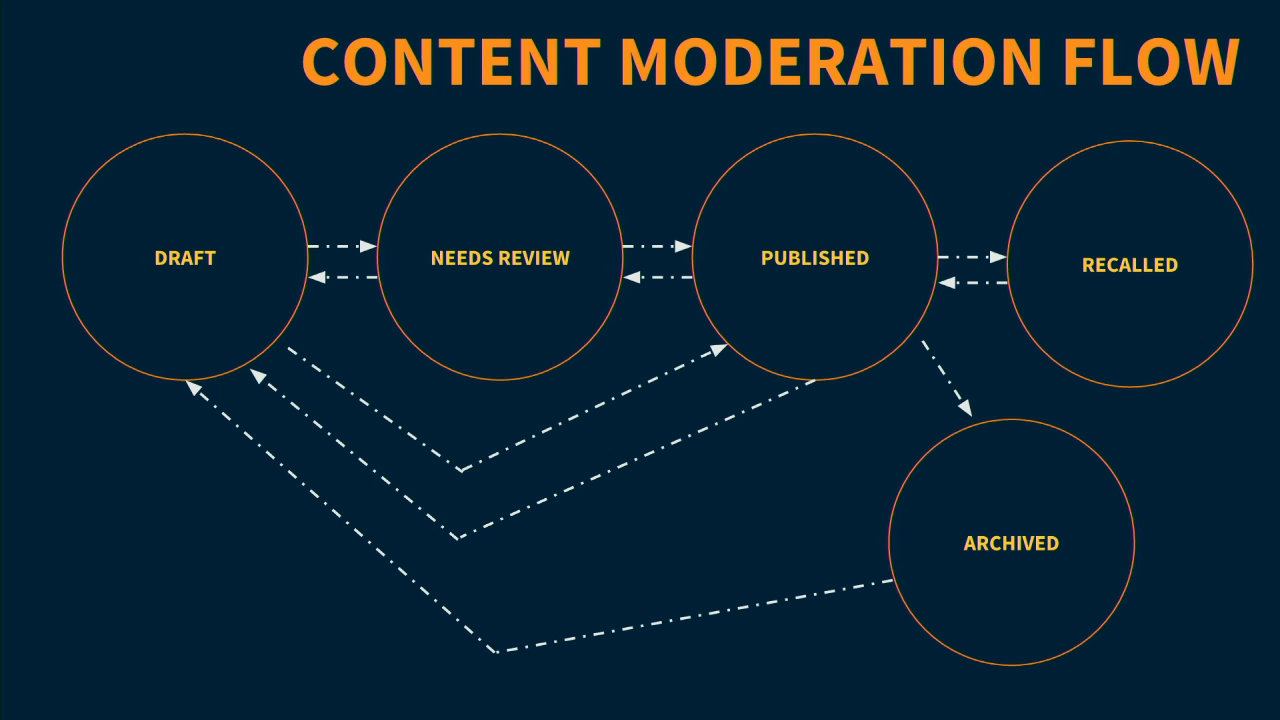 CONTENT MODERATION FLOW
DRAFT
NEEDS REVIEW
PUBLISHED
RECALLED
ARCHIVED